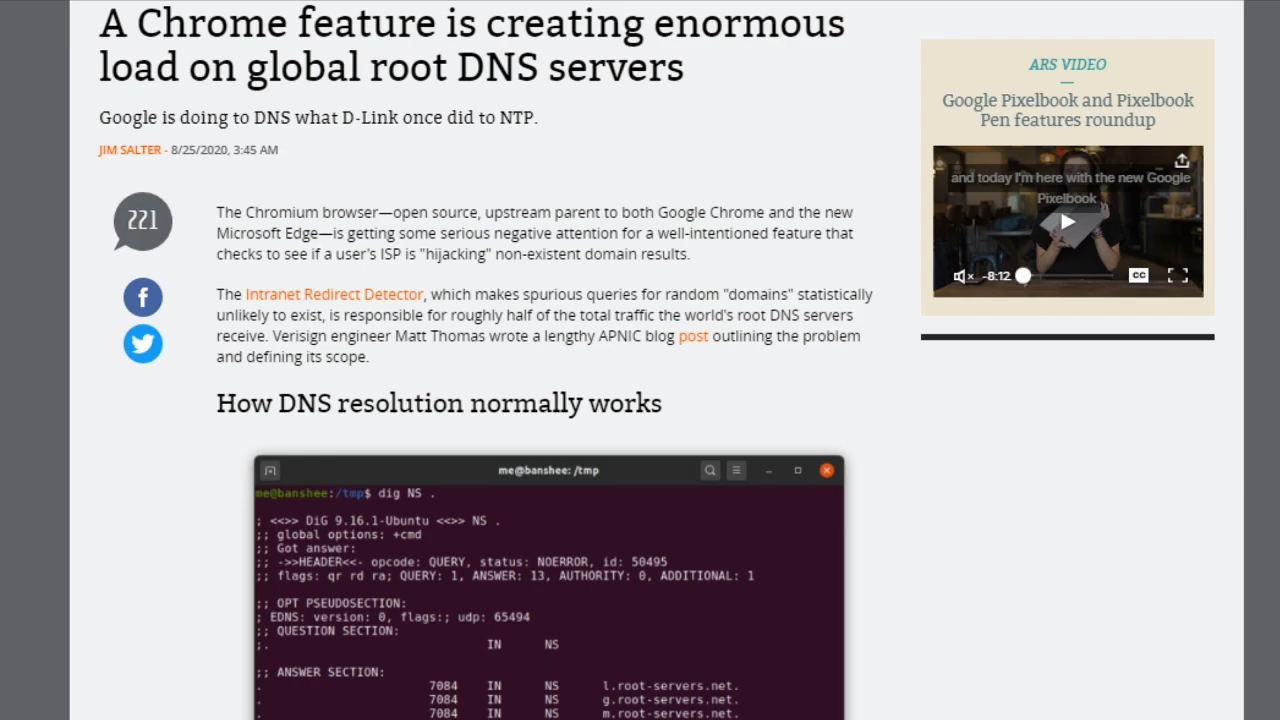 A Chrome feature is creating enormous
load on global root DNS servers
Google is doing to DNS what D-Link once did to NTP.
JIM SALTER - 8/25/2020, 3:45 AM
221
The Chromium browser—open source, upstream parent to both Google Chrome and the new
Microsoft Edge—is getting some serious negative attention for a well-intentioned feature that
checks to see if a user's ISP is "hijacking" non-existent domain results.
The Intranet Redirect Detector, which makes spurious queries for random "domains" statistically
unlikely to exist, is responsible for roughly half of the total traffic the world's root DNS servers
receive. Verisign engineer Matt Thomas wrote a lengthy APNIC blog post outlining the problem
and defining its scope.
How DNS resolution normally works
me@banshee: /tmp
me@banshee:/tmp$ dig NS .
; <<>> DiG 9.16.1-Ubuntu <<>> NS .
;; global options: +cmd
;; Got answer:
;; ->>HEADER<<- opcode: QUERY, status: NOERROR, id: 50495
;; flags: qr rd ra; QUERY: 1, ANSWER: 13, AUTHORITY: 0, ADDITIONAL: 1
;; OPT PSEUDOSECTION:
; EDNS: version: 0, flags:; udp: 65494
;; QUESTION SECTION:
;. IN NS
;; ANSWER SECTION:
. 7084 IN NS l.root-servers.net.
. 7084 IN NS g.root-servers.net.
. 7084 IN NS m.root-servers.net.
ARS VIDEO
Google Pixelbook and Pixelbook
Pen features roundup
and today I'm here with the new Google
Pixelbook
-8:12
CC